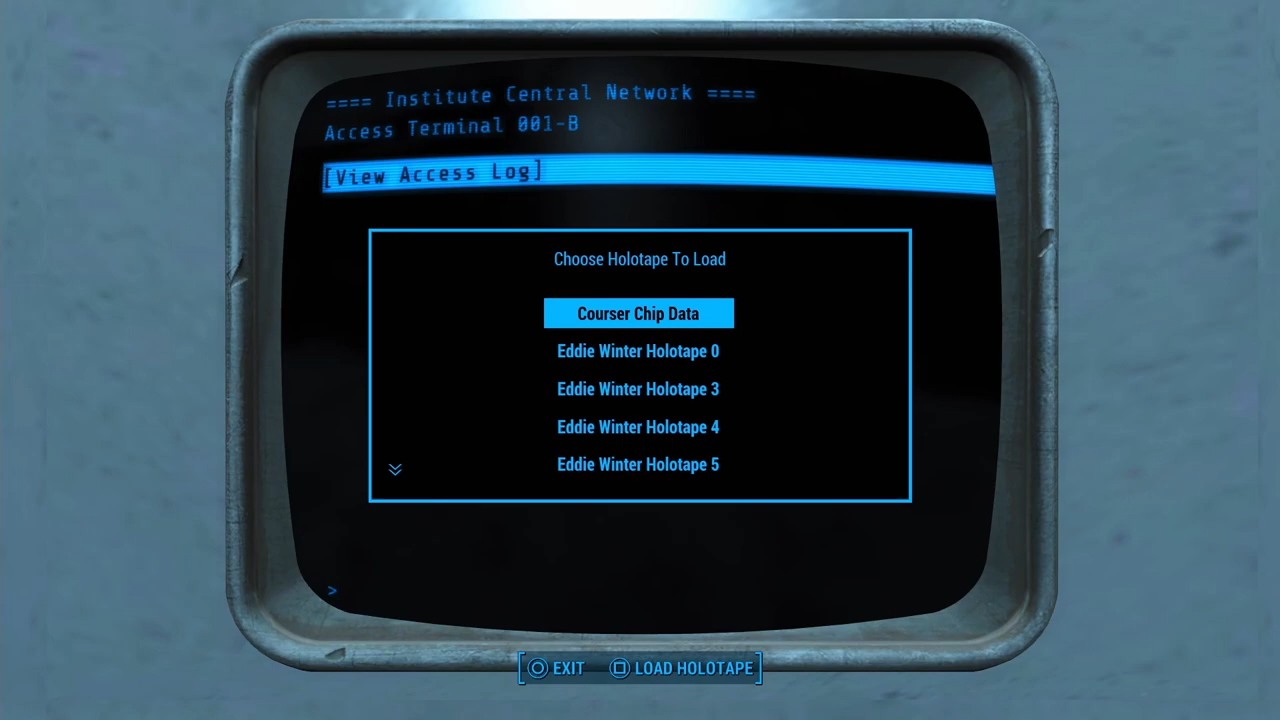 ==== Institute Central Network ====
Access Terminal 001-B
[View Access Log]
Choose Holotape To Load
Courser Chip Data
Eddie Winter Holotape 0
Eddie Winter Holotape 3
Eddie Winter Holotape 4
Eddie Winter Holotape 5
>
EXIT LOAD HOLOTAPE